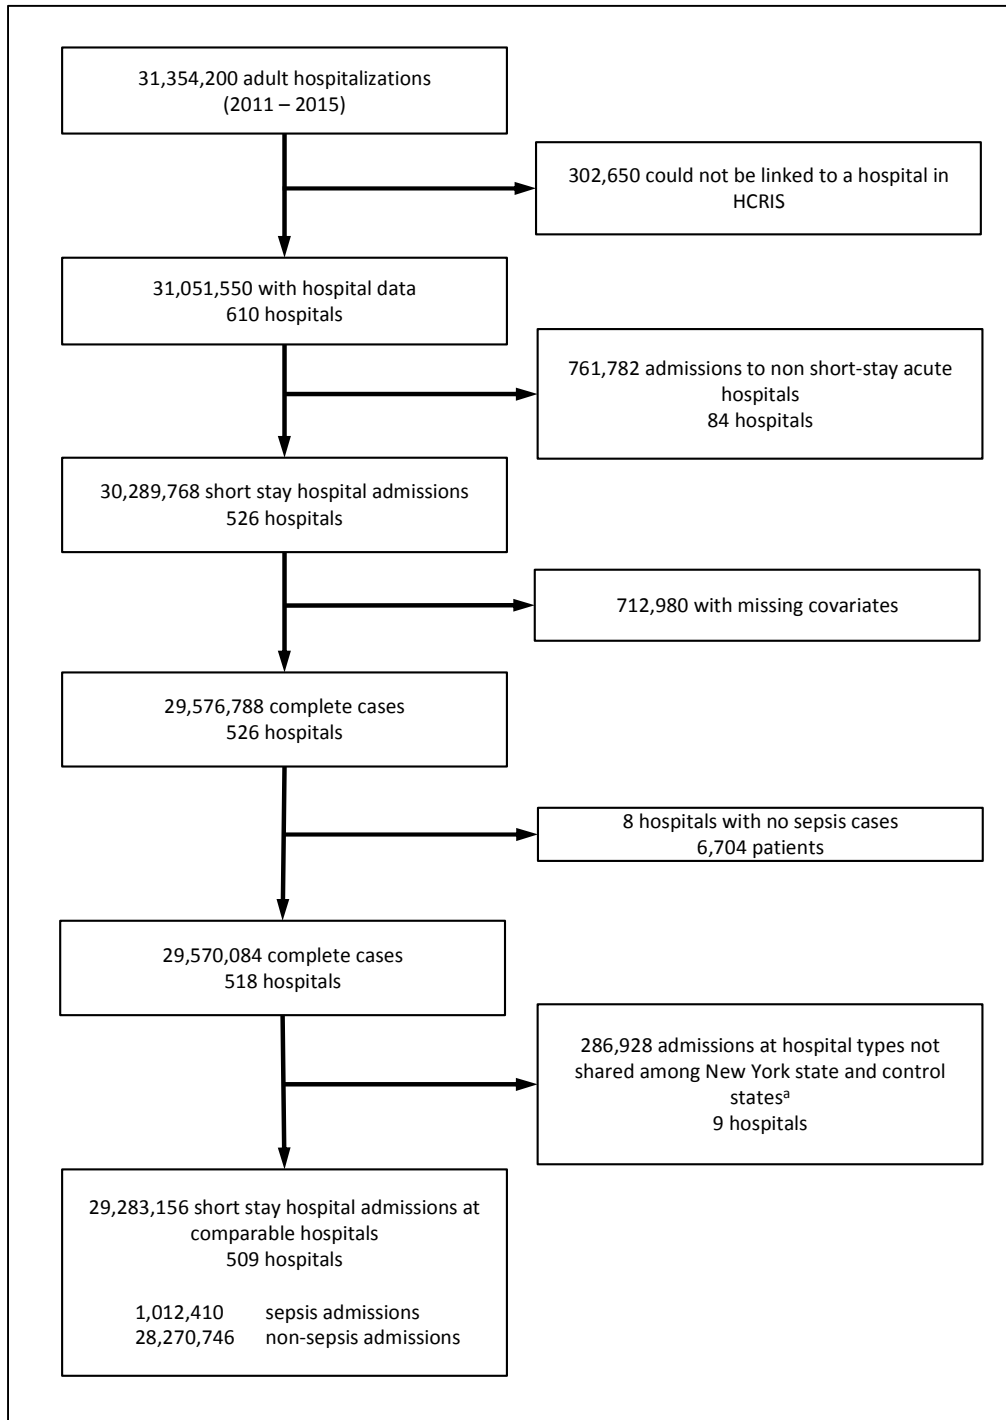 31,354,200 adult hospitalizations
(2011 – 2015)
302,650 could not be linked to a hospital in
HCRIS
31,051,550 with hospital data
610 hospitals
761,782 admissions to non short-stay acute
hospitals
84 hospitals
30,289,768 short stay hospital admissions
526 hospitals
712,980 with missing covariates
29,576,788 complete cases
526 hospitals
8 hospitals with no sepsis cases
6,704 patients
29,570,084 complete cases
518 hospitals
286,928 admissions at hospital types not
shared among New York state and control
statesᵃ
9 hospitals
29,283,156 short stay hospital admissions at
comparable hospitals
509 hospitals
1,012,410 sepsis admissions
28,270,746 non-sepsis admissions